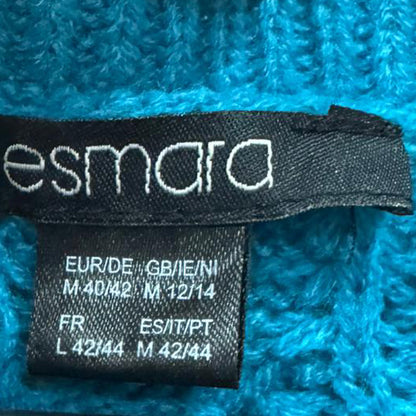 esmara
EUR/DE GB/IE/NI
M 40/42 M 12/14
FR ES/IT/PT
L 42/44 M 42/44